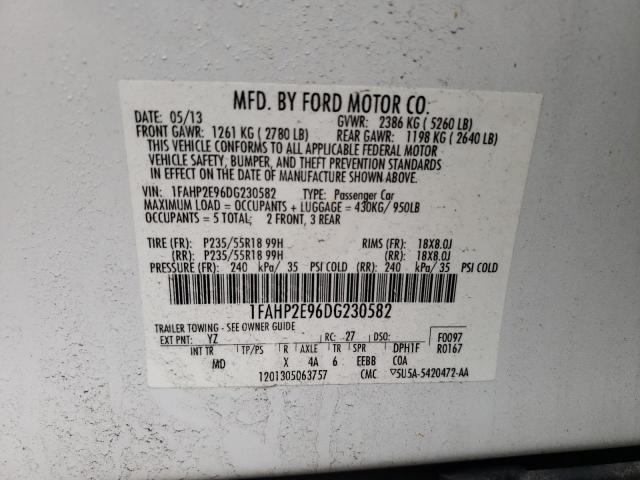 MFD. BY FORD MOTOR CO.
DATE: 05/13 GVWR: 2386 KG ( 5260 LB)
FRONT GAWR: 1261 KG ( 2780 LB) REAR GAWR: 1198 KG ( 2640 LB)
THIS VEHICLE CONFORMS TO ALL APPLICABLE FEDERAL MOTOR
VEHICLE SAFETY, BUMPER, AND THEFT PREVENTION STANDARDS
IN EFFECT ON THE DATE OF MANUFACTURE SHOWN ABOVE.
VIN: 1FAHP2E96DG230582 TYPE: Passenger Car
MAXIMUM LOAD = OCCUPANTS + LUGGAGE = 430KG/ 950LB
OCCUPANTS = 5 TOTAL; 2 FRONT, 3 REAR
TIRE (FR): P235/55R18 99H RIMS (FR): 18X8.0J
(RR): P235/55R18 99H (RR): 18X8.0J
PRESSURE (FR): 240 kPa/ 35 PSI COLD (RR): 240 kPa/ 35 PSI COLD
1FAHP2E96DG230582
TRAILER TOWING - SEE OWNER GUIDE
EXT PNT: YZ RC: 27 DSO: F0097
INT TR TP/PS R AXLE TR SPR DPH1F R0167
MD X 4A 6 EEBB COA
1201305063757 CMC 5U5A-5420472-AA